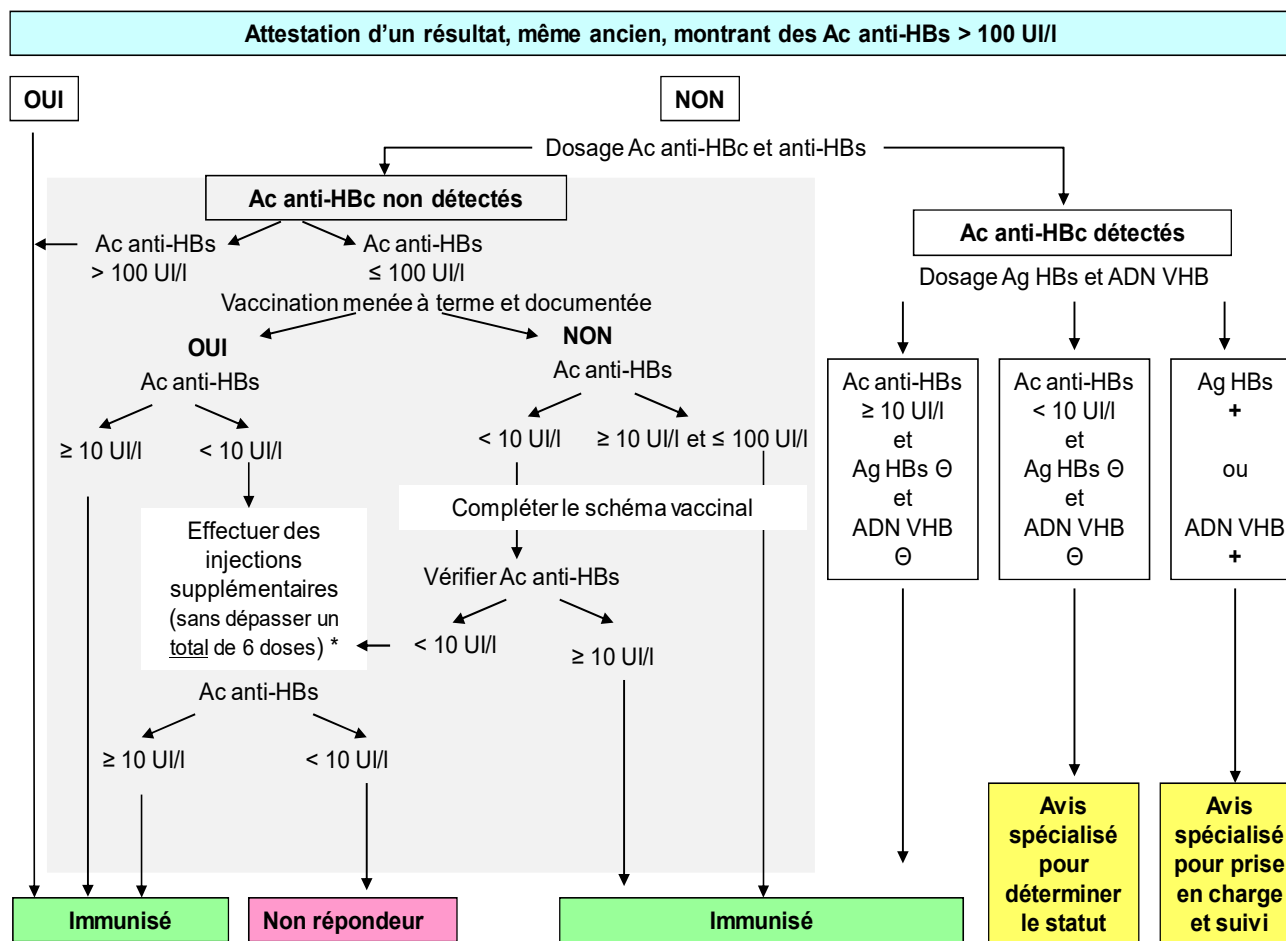 Attestation d'un résultat, même ancien, montrant des Ac anti-HBs > 100 UI/l
OUI
NON
Dosage Ac anti-HBc et anti-HBs
Ac anti-HBc non détectés
Ac anti-HBs
> 100 UI/l
Ac anti-HBs
≤ 100 UI/l
Vaccination menée à terme et documentée
OUI
Ac anti-HBs
≥ 10 UI/l
< 10 UI/l
NON
Ac anti-HBs
< 10 UI/l
≥ 10 UI/l et ≤ 100 UI/l
Effectuer des
injections
supplémentaires
(sans dépasser un
total de 6 doses) *
Compléter le schéma vaccinal
Vérifier Ac anti-HBs
< 10 UI/l
≥ 10 UI/l
Ac anti-HBs
≥ 10 UI/l
< 10 UI/l
Ac anti-HBc détectés
Dosage Ag HBs et ADN VHB
Ac anti-HBs
≥ 10 UI/l
et
Ag HBs Θ
et
ADN VHB
Θ
Ac anti-HBs
< 10 UI/l
et
Ag HBs Θ
et
ADN VHB
Θ
Ag HBs
+
ou
ADN VHB
+
Immunisé
Non répondeur
Immunisé
Avis
spécialisé
pour
déterminer
le statut
Avis
spécialisé
pour prise
en charge
et suivi